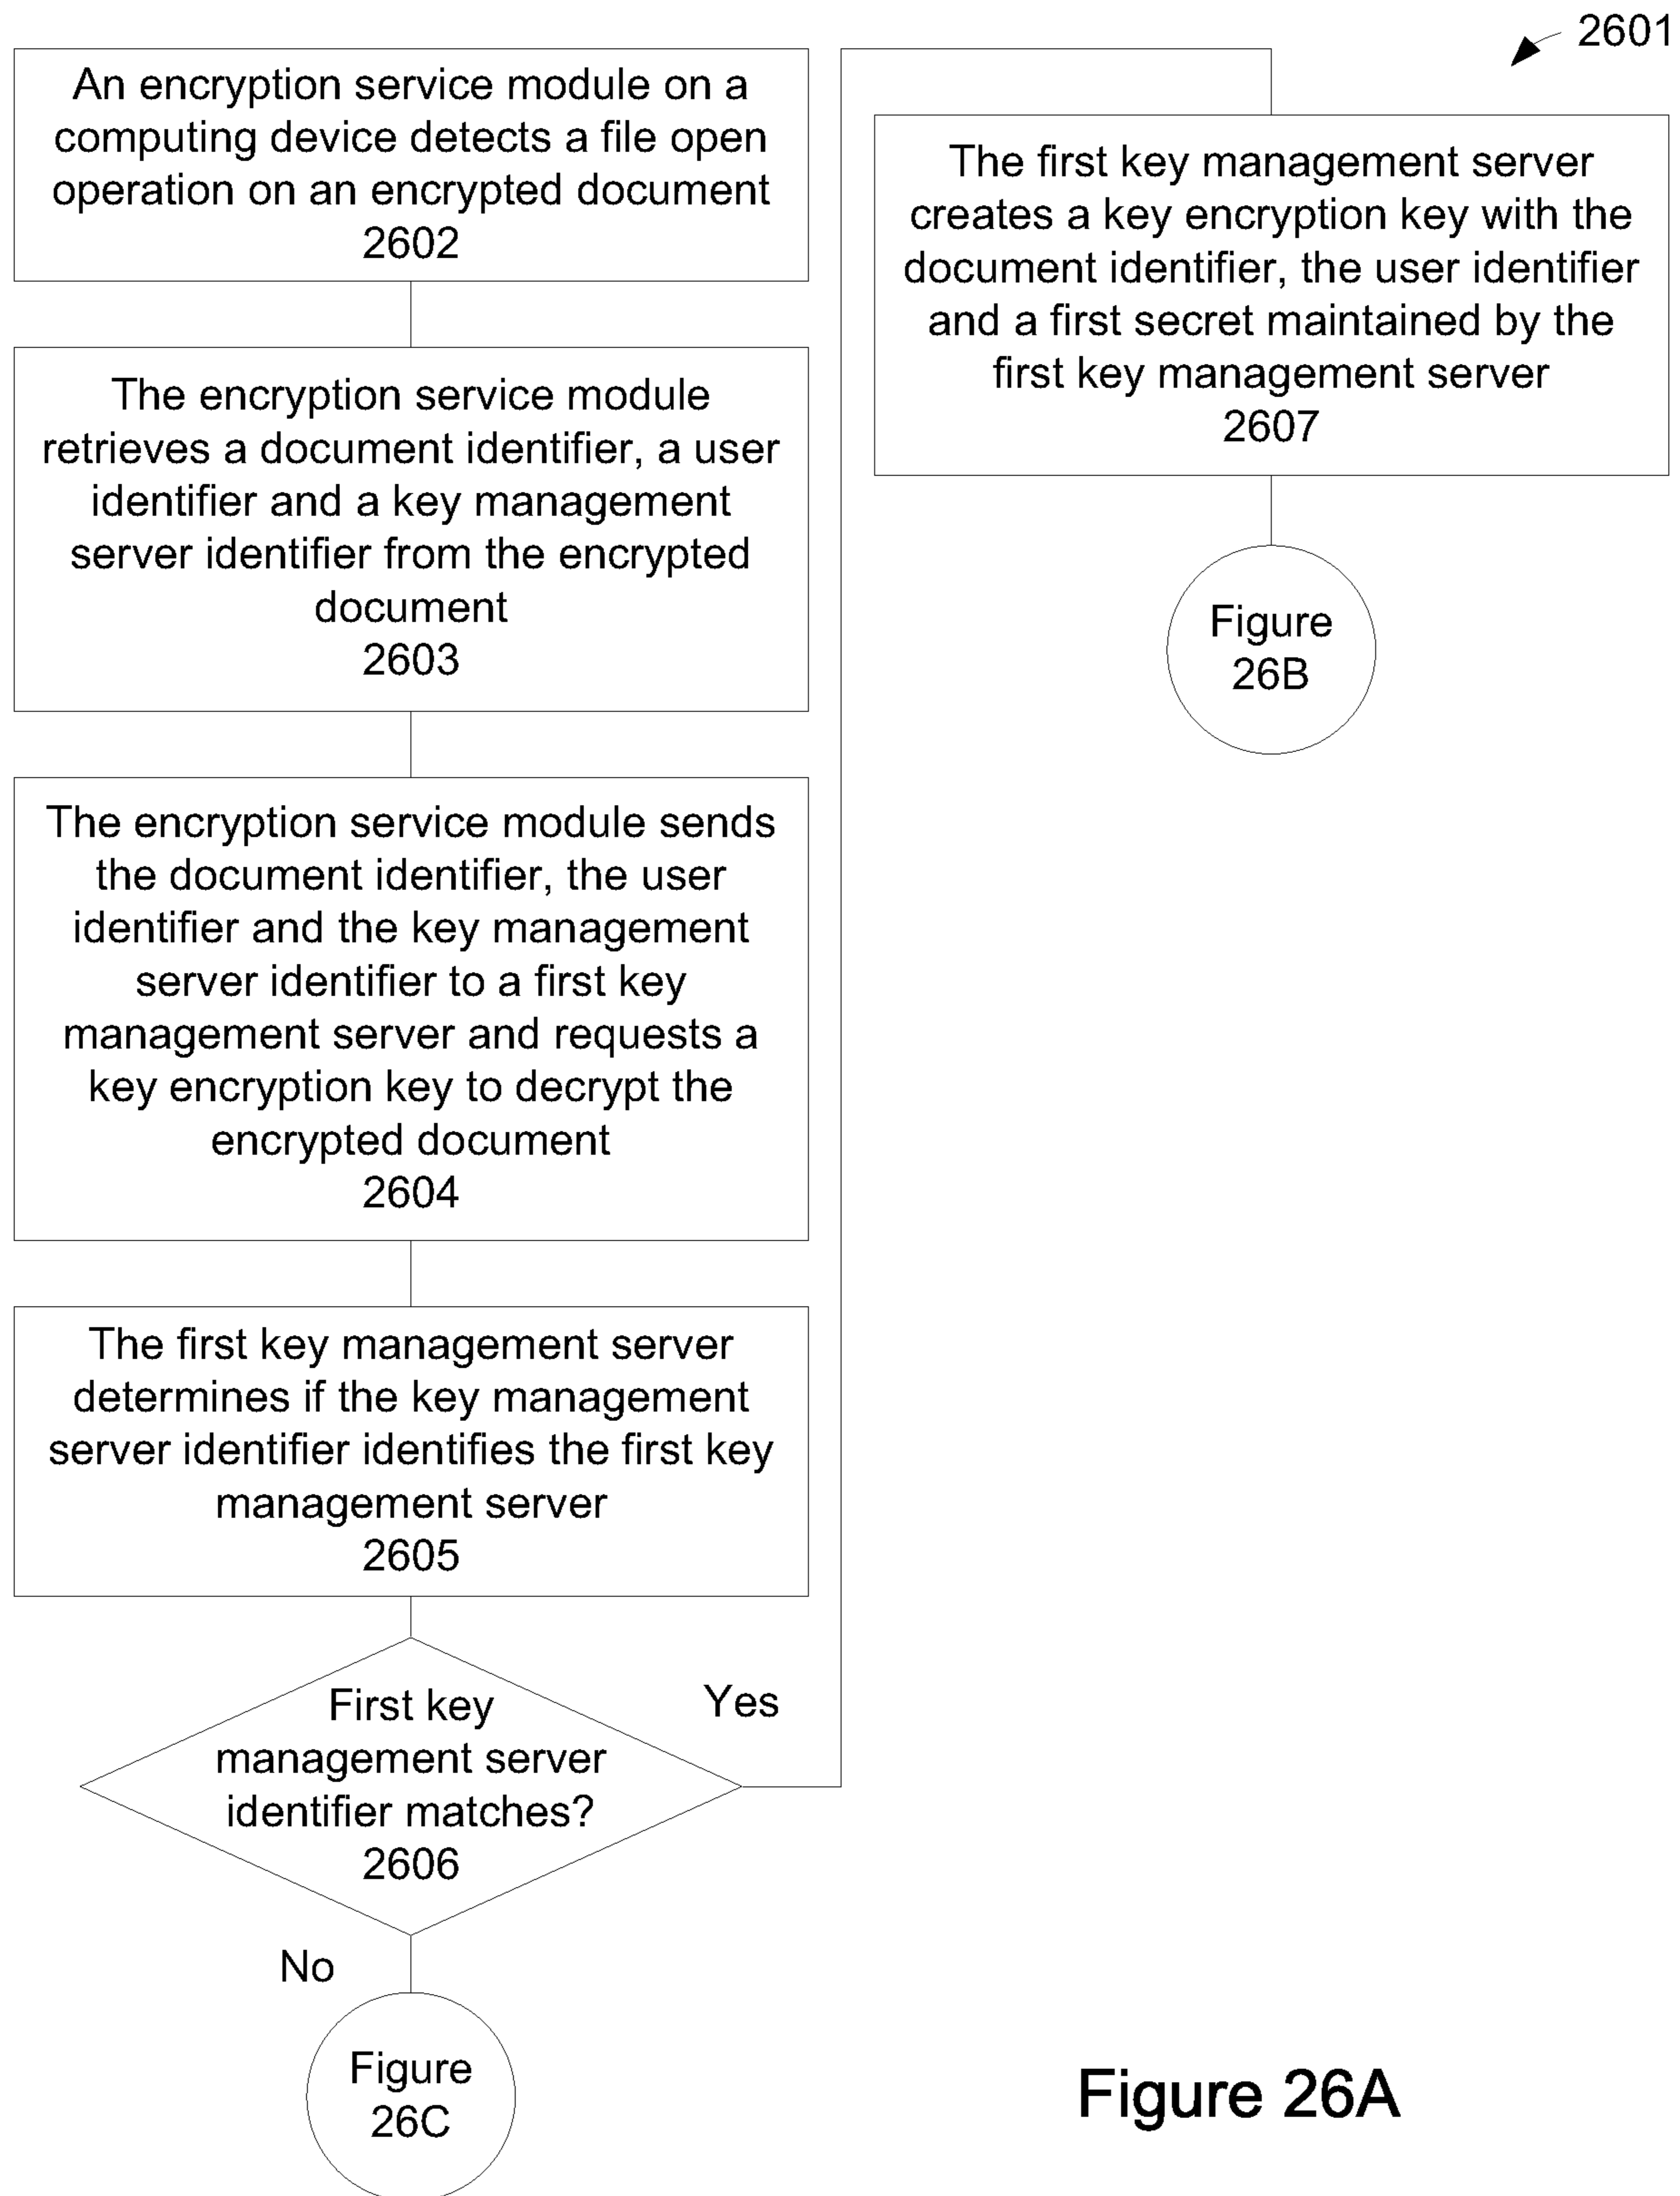 2601
An encryption service module on a
computing device detects a file open
operation on an encrypted document
2602
The encryption service module
retrieves a document identifier, a user
identifier and a key management
server identifier from the encrypted
document
2603
The encryption service module sends
the document identifier, the user
identifier and the key management
server identifier to a first key
management server and requests a
key encryption key to decrypt the
encrypted document
2604
The first key management server
determines if the key management
server identifier identifies the first key
management server
2605
First key
management server
identifier matches?
2606
Yes
No
Figure
26C
The first key management server
creates a key encryption key with the
document identifier, the user identifier
and a first secret maintained by the
first key management server
2607
Figure
26B
Figure 26A